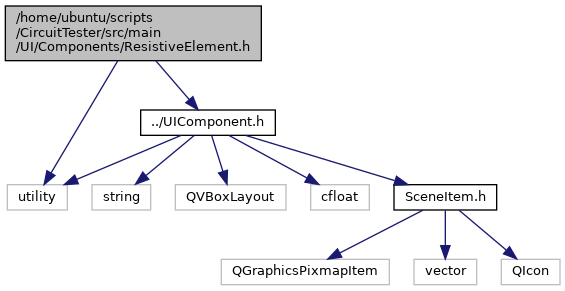 /home/ubuntu/scripts
/CircuitTester/src/main
/UI/Components/ResistiveElement.h
../UIComponent.h
utility
string
QVBoxLayout
cfloat
SceneItem.h
QGraphicsPixmapItem
vector
QIcon